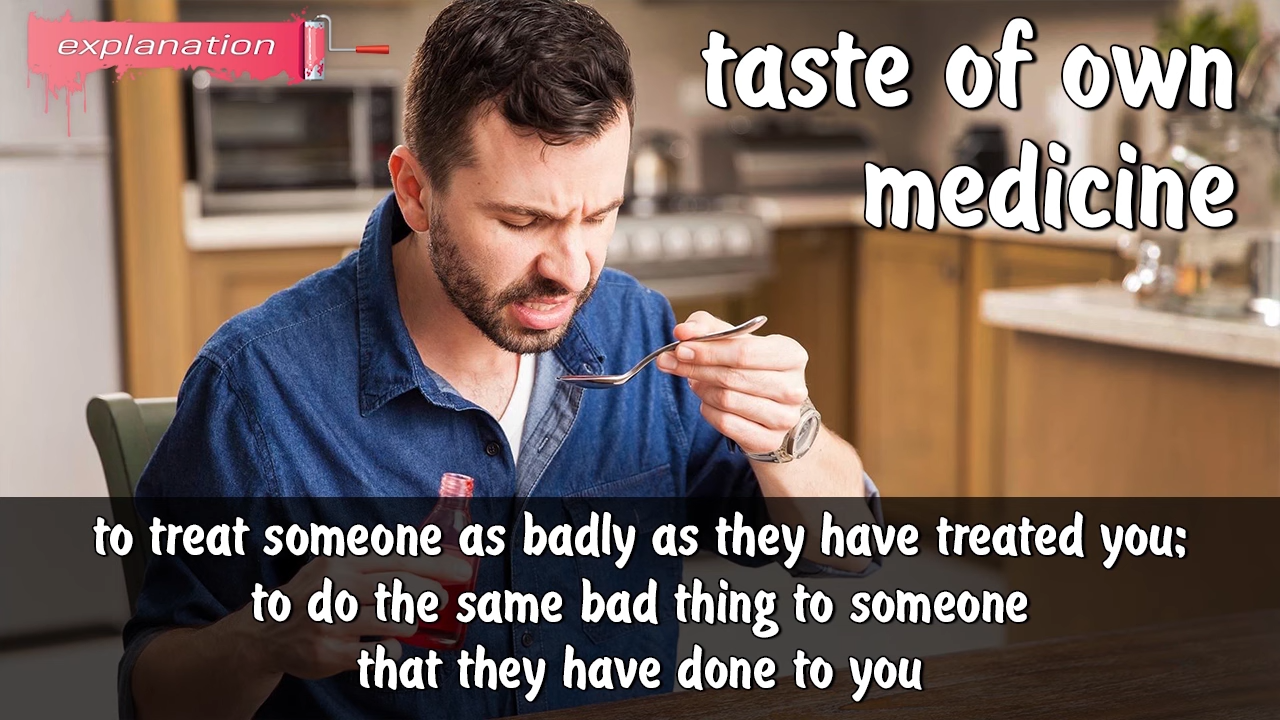 explanation
taste of own
medicine
to treat someone as badly as they have treated you;
to do the same bad thing to someone
that they have done to you